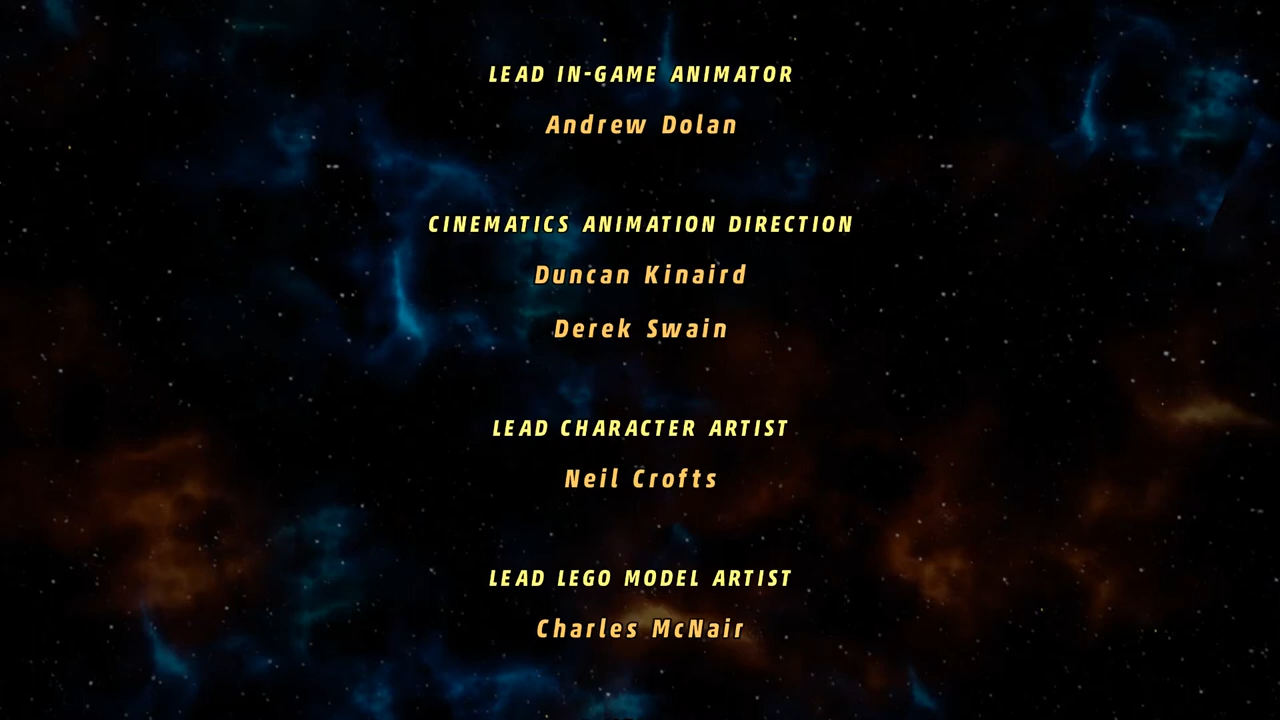 LEAD IN-GAME ANIMATOR
Andrew Dolan
CINEMATICS ANIMATION DIRECTION
Duncan Kinaird
Derek Swain
LEAD CHARACTER ARTIST
Neil Crofts
LEAD LEGO MODEL ARTIST
Charles McNair